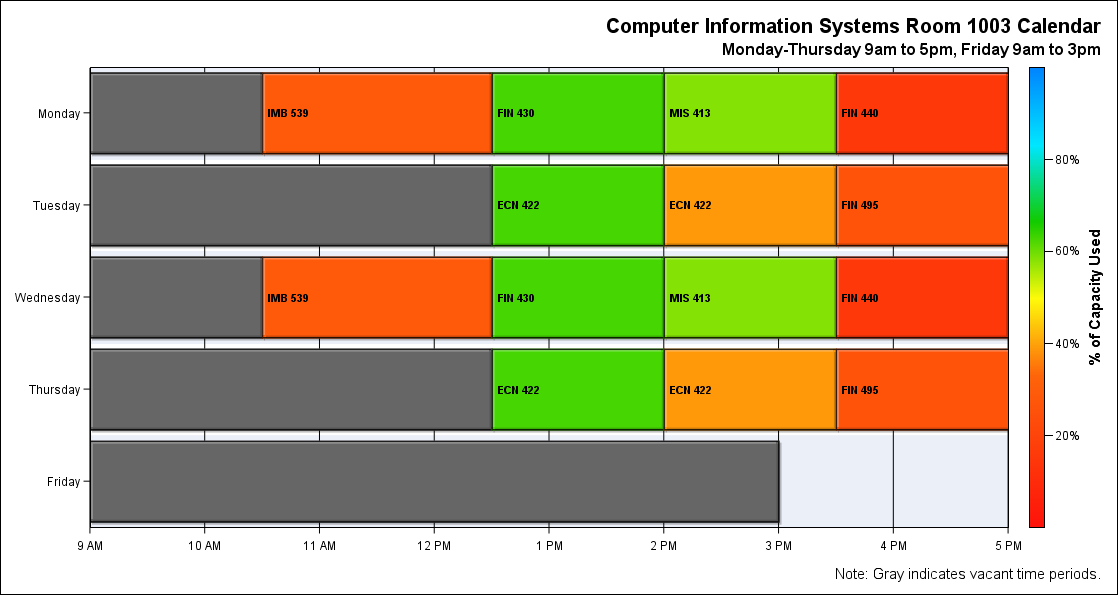 Computer Information Systems Room 1003 Calendar
Monday-Thursday 9am to 5pm, Friday 9am to 3pm
Monday
IMB 539
FIN 430
MIS 413
FIN 440
Tuesday
ECN 422
ECN 422
FIN 495
Wednesday
IMB 539
FIN 430
MIS 413
FIN 440
Thursday
ECN 422
ECN 422
FIN 495
Friday
9 AM 10 AM 11 AM 12 PM 1 PM 2 PM 3 PM 4 PM 5 PM
80%
60%
40%
20%
% of Capacity Used
Note: Gray indicates vacant time periods.